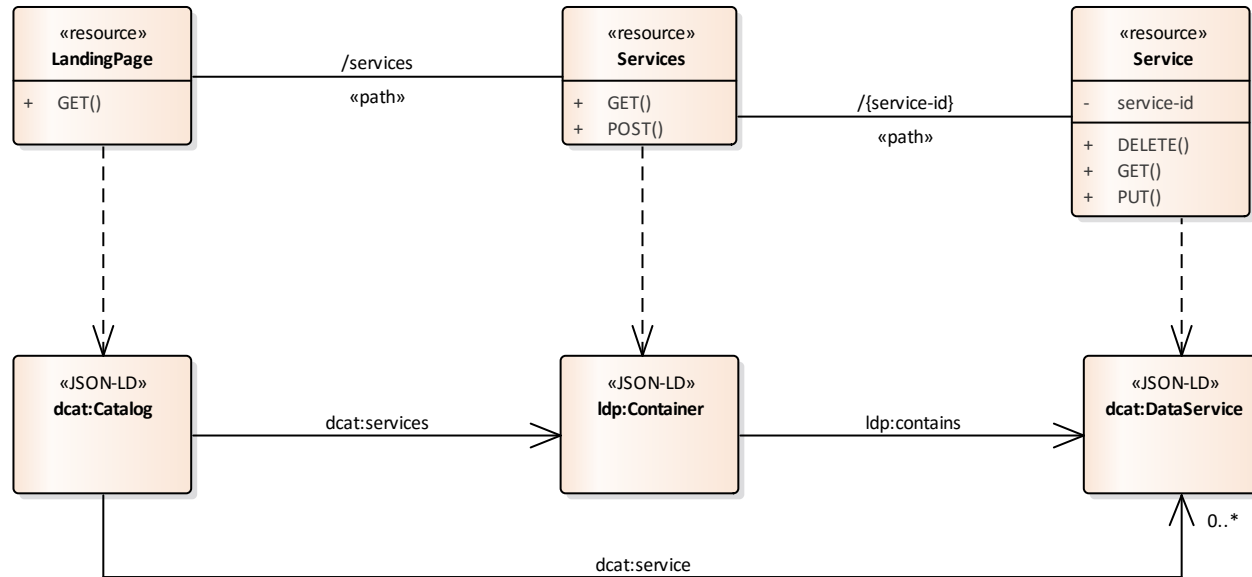 «resource»
LandingPage
+ GET()
/services
«path»
«resource»
Services
+ GET()
+ POST()
/{service-id}
«path»
«resource»
Service
- service-id
+ DELETE()
+ GET()
+ PUT()
«JSON-LD»
dcat:Catalog
dcat:services
«JSON-LD»
ldp:Container
ldp:contains
«JSON-LD»
dcat:DataService
0..*
dcat:service